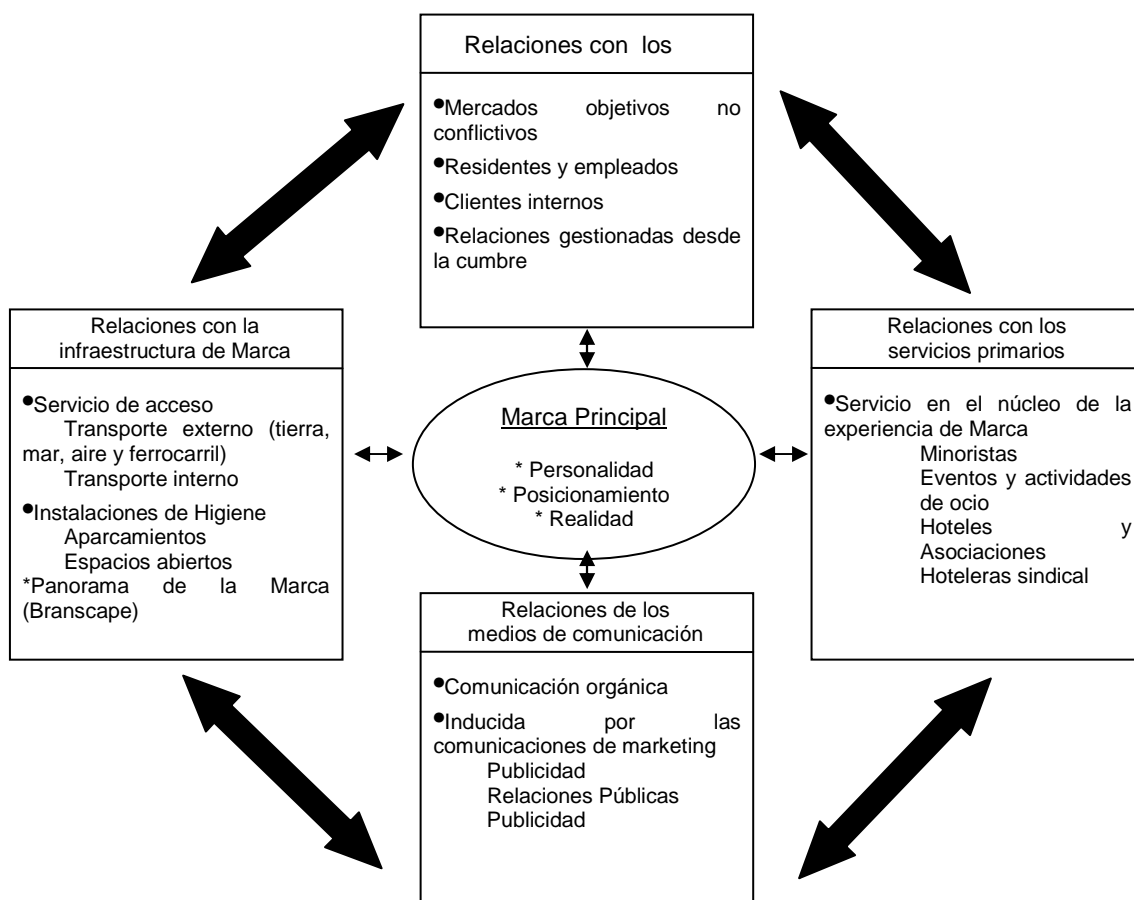 Relaciones con los
●Mercados objetivos no
conflictivos
●Residentes y empleados
●Clientes internos
●Relaciones gestionadas desde
la cumbre
Relaciones con la
infraestructura de Marca
●Servicio de acceso
Transporte externo (tierra,
mar, aire y ferrocarril)
Transporte interno
●Instalaciones de Higiene
Aparcamientos
Espacios abiertos
*Panorama de la Marca
(Branscape)
Marca Principal
* Personalidad
* Posicionamiento
* Realidad
Relaciones con los
servicios primarios
●Servicio en el núcleo de la
experiencia de Marca
Minoristas
Eventos y actividades
de ocio
Hoteles y
Asociaciones
Hoteleras sindical
Relaciones de los
medios de comunicación
●Comunicación orgánica
●Inducida por las
comunicaciones de marketing
Publicidad
Relaciones Públicas
Publicidad